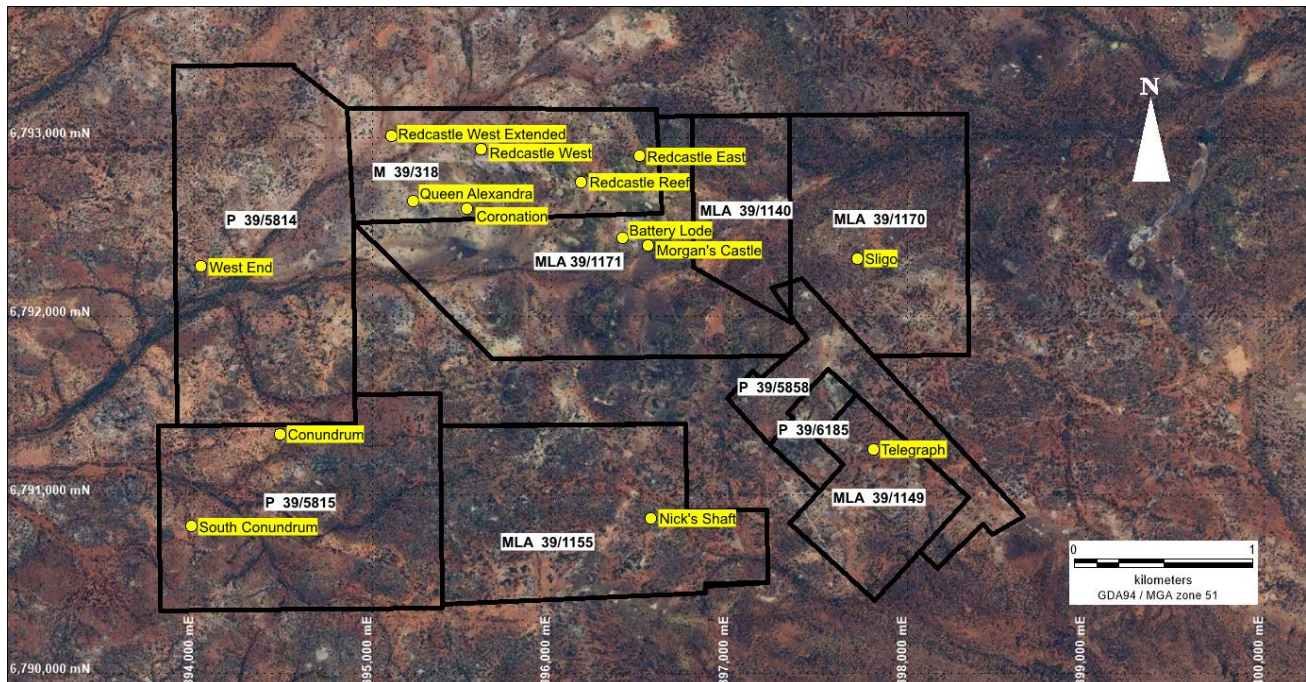 N
6,793,000 mN
Redcastle West Extended
Redcastle West
Redcastle East
M 39/318
Redcastle Reef
Queen Alexandra
Coronation
P 39/5814
MLA 39/1140
MLA 39/1170
Battery Lode
Morgan's Castle
MLA 39/1171
Sligo
West End
6,792,000 mN
P 39/5858
P 39/6185
Conundrum
Telegraph
6,791,000 mN
P 39/5815
MLA 39/1149
South Conundrum
Nick's Shaft
MLA 39/1155
0 1
kilometers
GDA94 / MGA zone 51
6,790,000 mN
394,000 mE
395,000 mE
396,000 mE
397,000 mE
398,000 mE
399,000 mE
400,000 mE